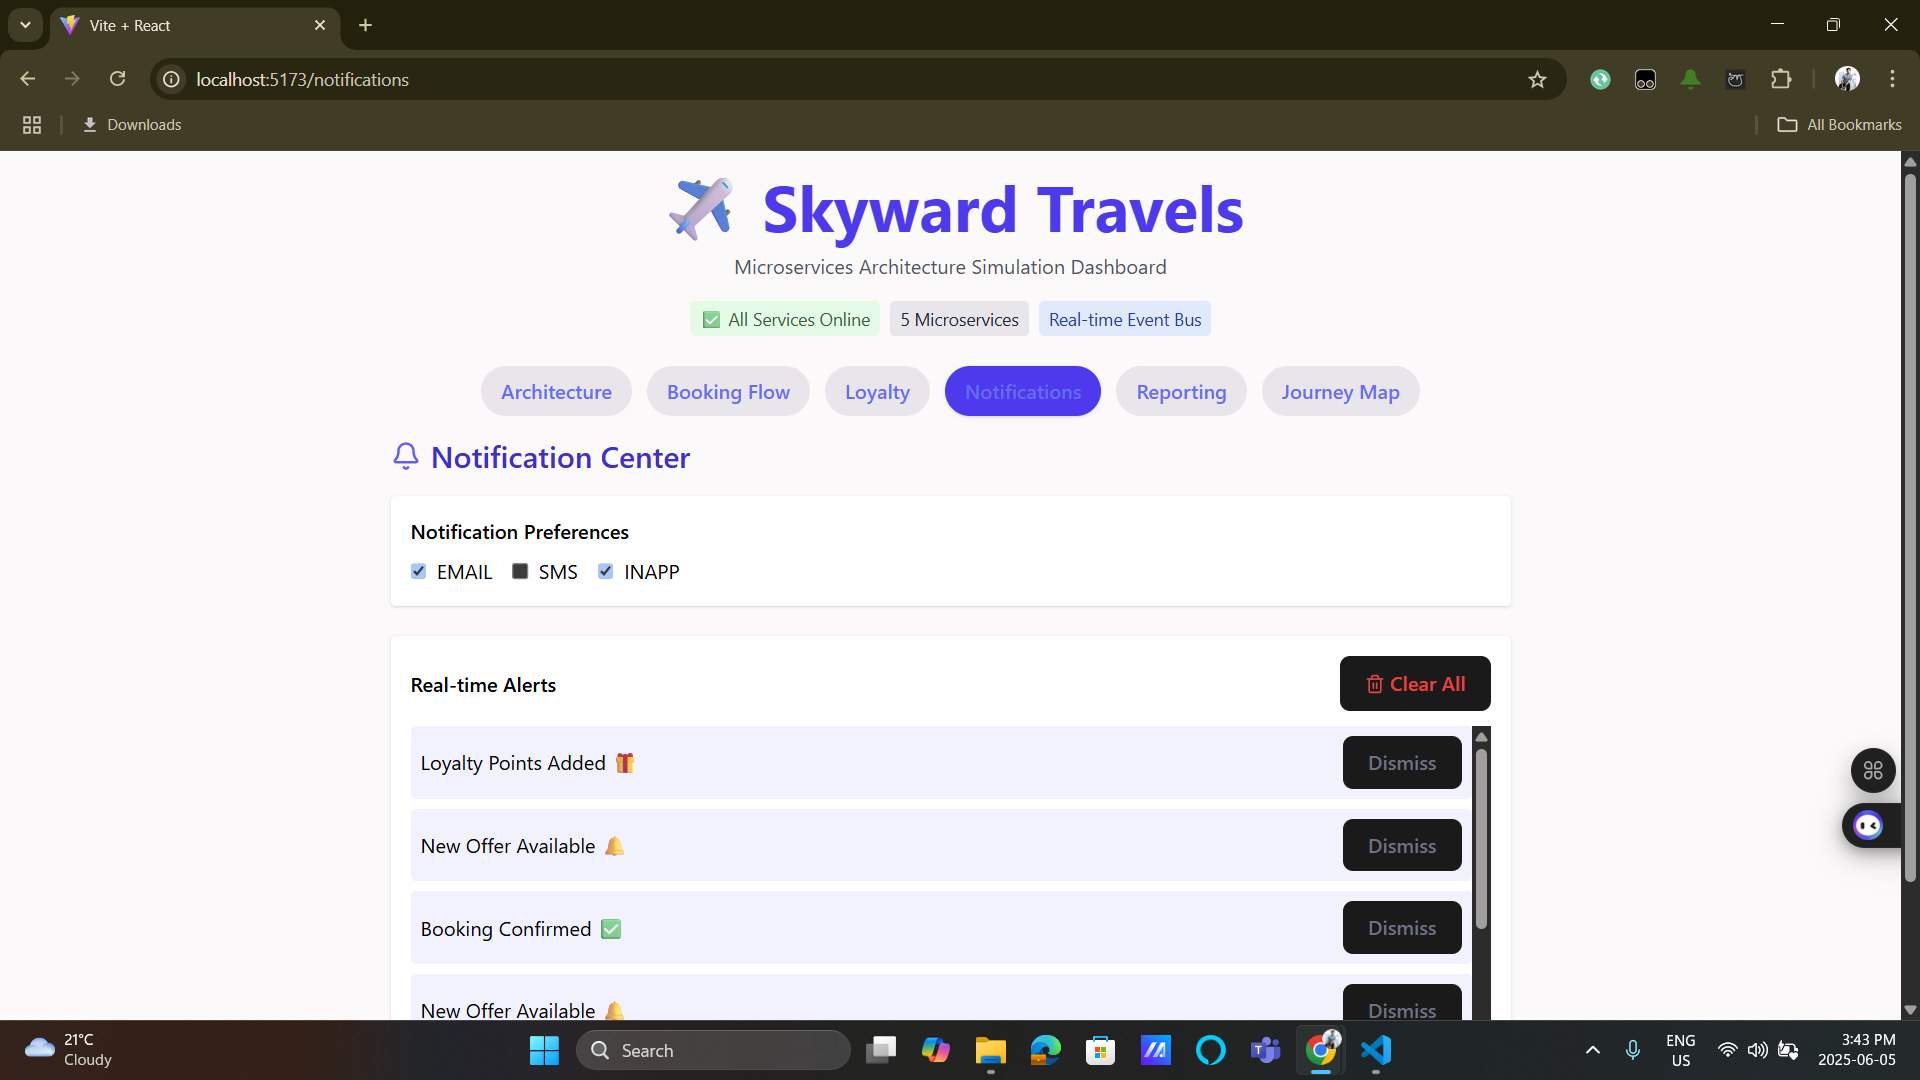 Vite + React
localhost:5173/notifications
Downloads
All Bookmarks
Skyward Travels
Microservices Architecture Simulation Dashboard
✅ All Services Online
5 Microservices
Real-time Event Bus
Architecture
Booking Flow
Loyalty
Notifications
Reporting
Journey Map
Notification Center
Notification Preferences
EMAIL
SMS
INAPP
Real-time Alerts
Clear All
Loyalty Points Added 🎁
Dismiss
New Offer Available 🔔
Dismiss
Booking Confirmed ✅
Dismiss
New Offer Available 🔔
Dismiss
21°C
Cloudy
Search
ENG
US
3:43 PM
2025-06-05